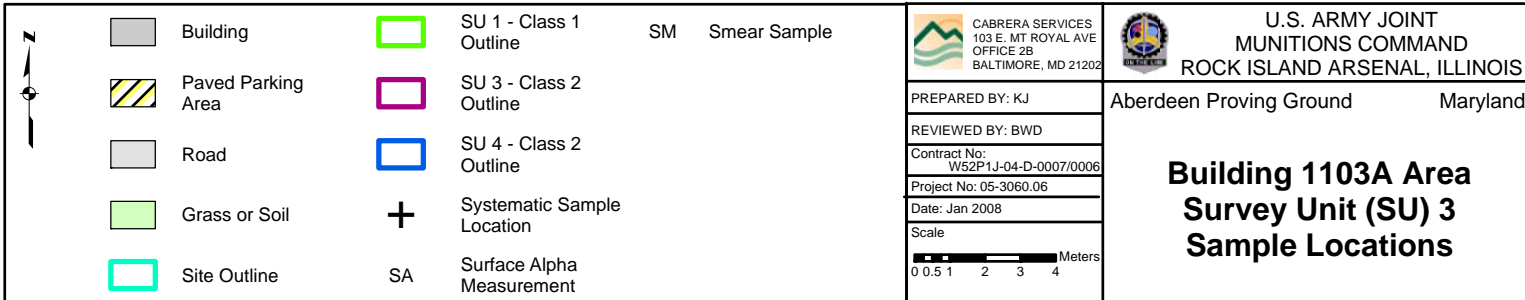 N
Building
Paved Parking
Area
Road
Grass or Soil
Site Outline
SU 1 - Class 1
Outline
SU 3 - Class 2
Outline
SU 4 - Class 2
Outline
Systematic Sample
Location
SA Surface Alpha
Measurement
SM Smear Sample
CABRERA SERVICES
103 E. MT ROYAL AVE
OFFICE 2B
BALTIMORE, MD 21202
PREPARED BY: KJ
REVIEWED BY: BWD
Contract No:
W52P1J-04-D-0007/0006
Project No: 05-3060.06
Date: Jan 2008
Scale
Meters
0 0.5 1 2 3 4
ON THE LINE
U.S. ARMY JOINT
MUNITIONS COMMAND
ROCK ISLAND ARSENAL, ILLINOIS
Aberdeen Proving Ground Maryland
Building 1103A Area
Survey Unit (SU) 3
Sample Locations